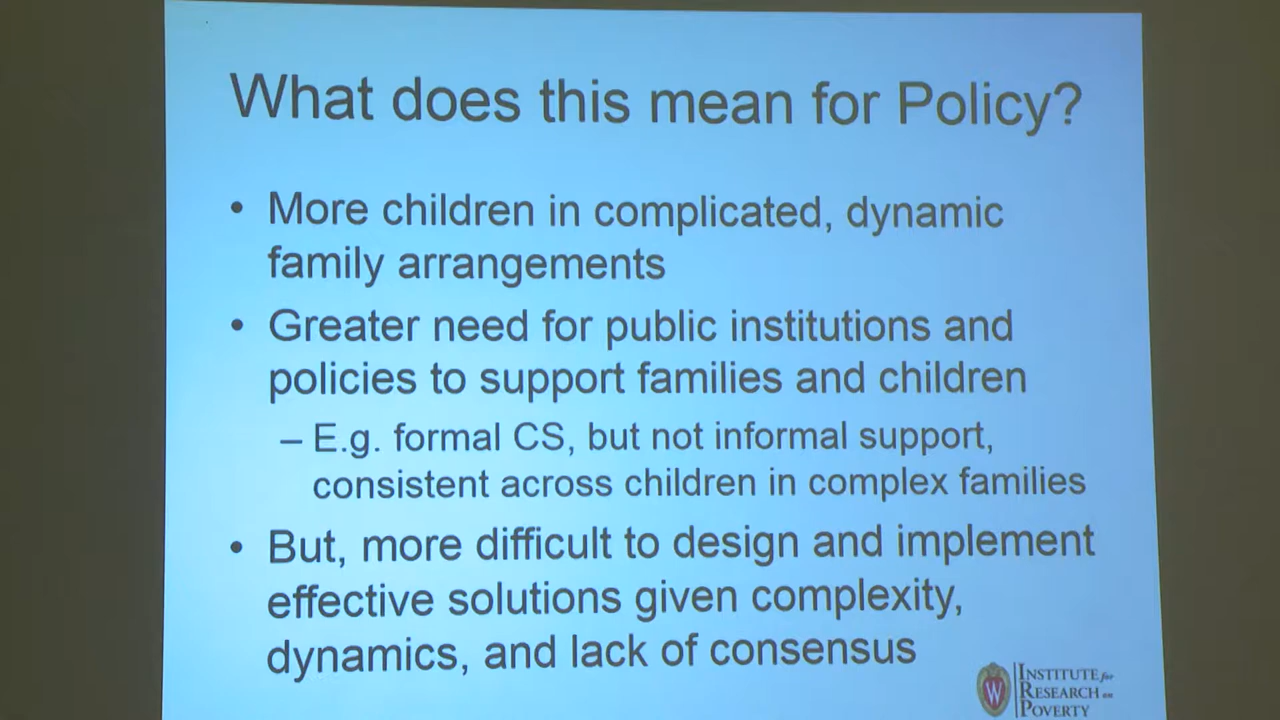 What does this mean for Policy?
• More children in complicated, dynamic
family arrangements
• Greater need for public institutions and
policies to support families and children
– E.g. formal CS, but not informal support,
consistent across children in complex families
• But, more difficult to design and implement
effective solutions given complexity,
dynamics, and lack of consensus
W
INSTITUTE for
RESEARCH on
POVERTY